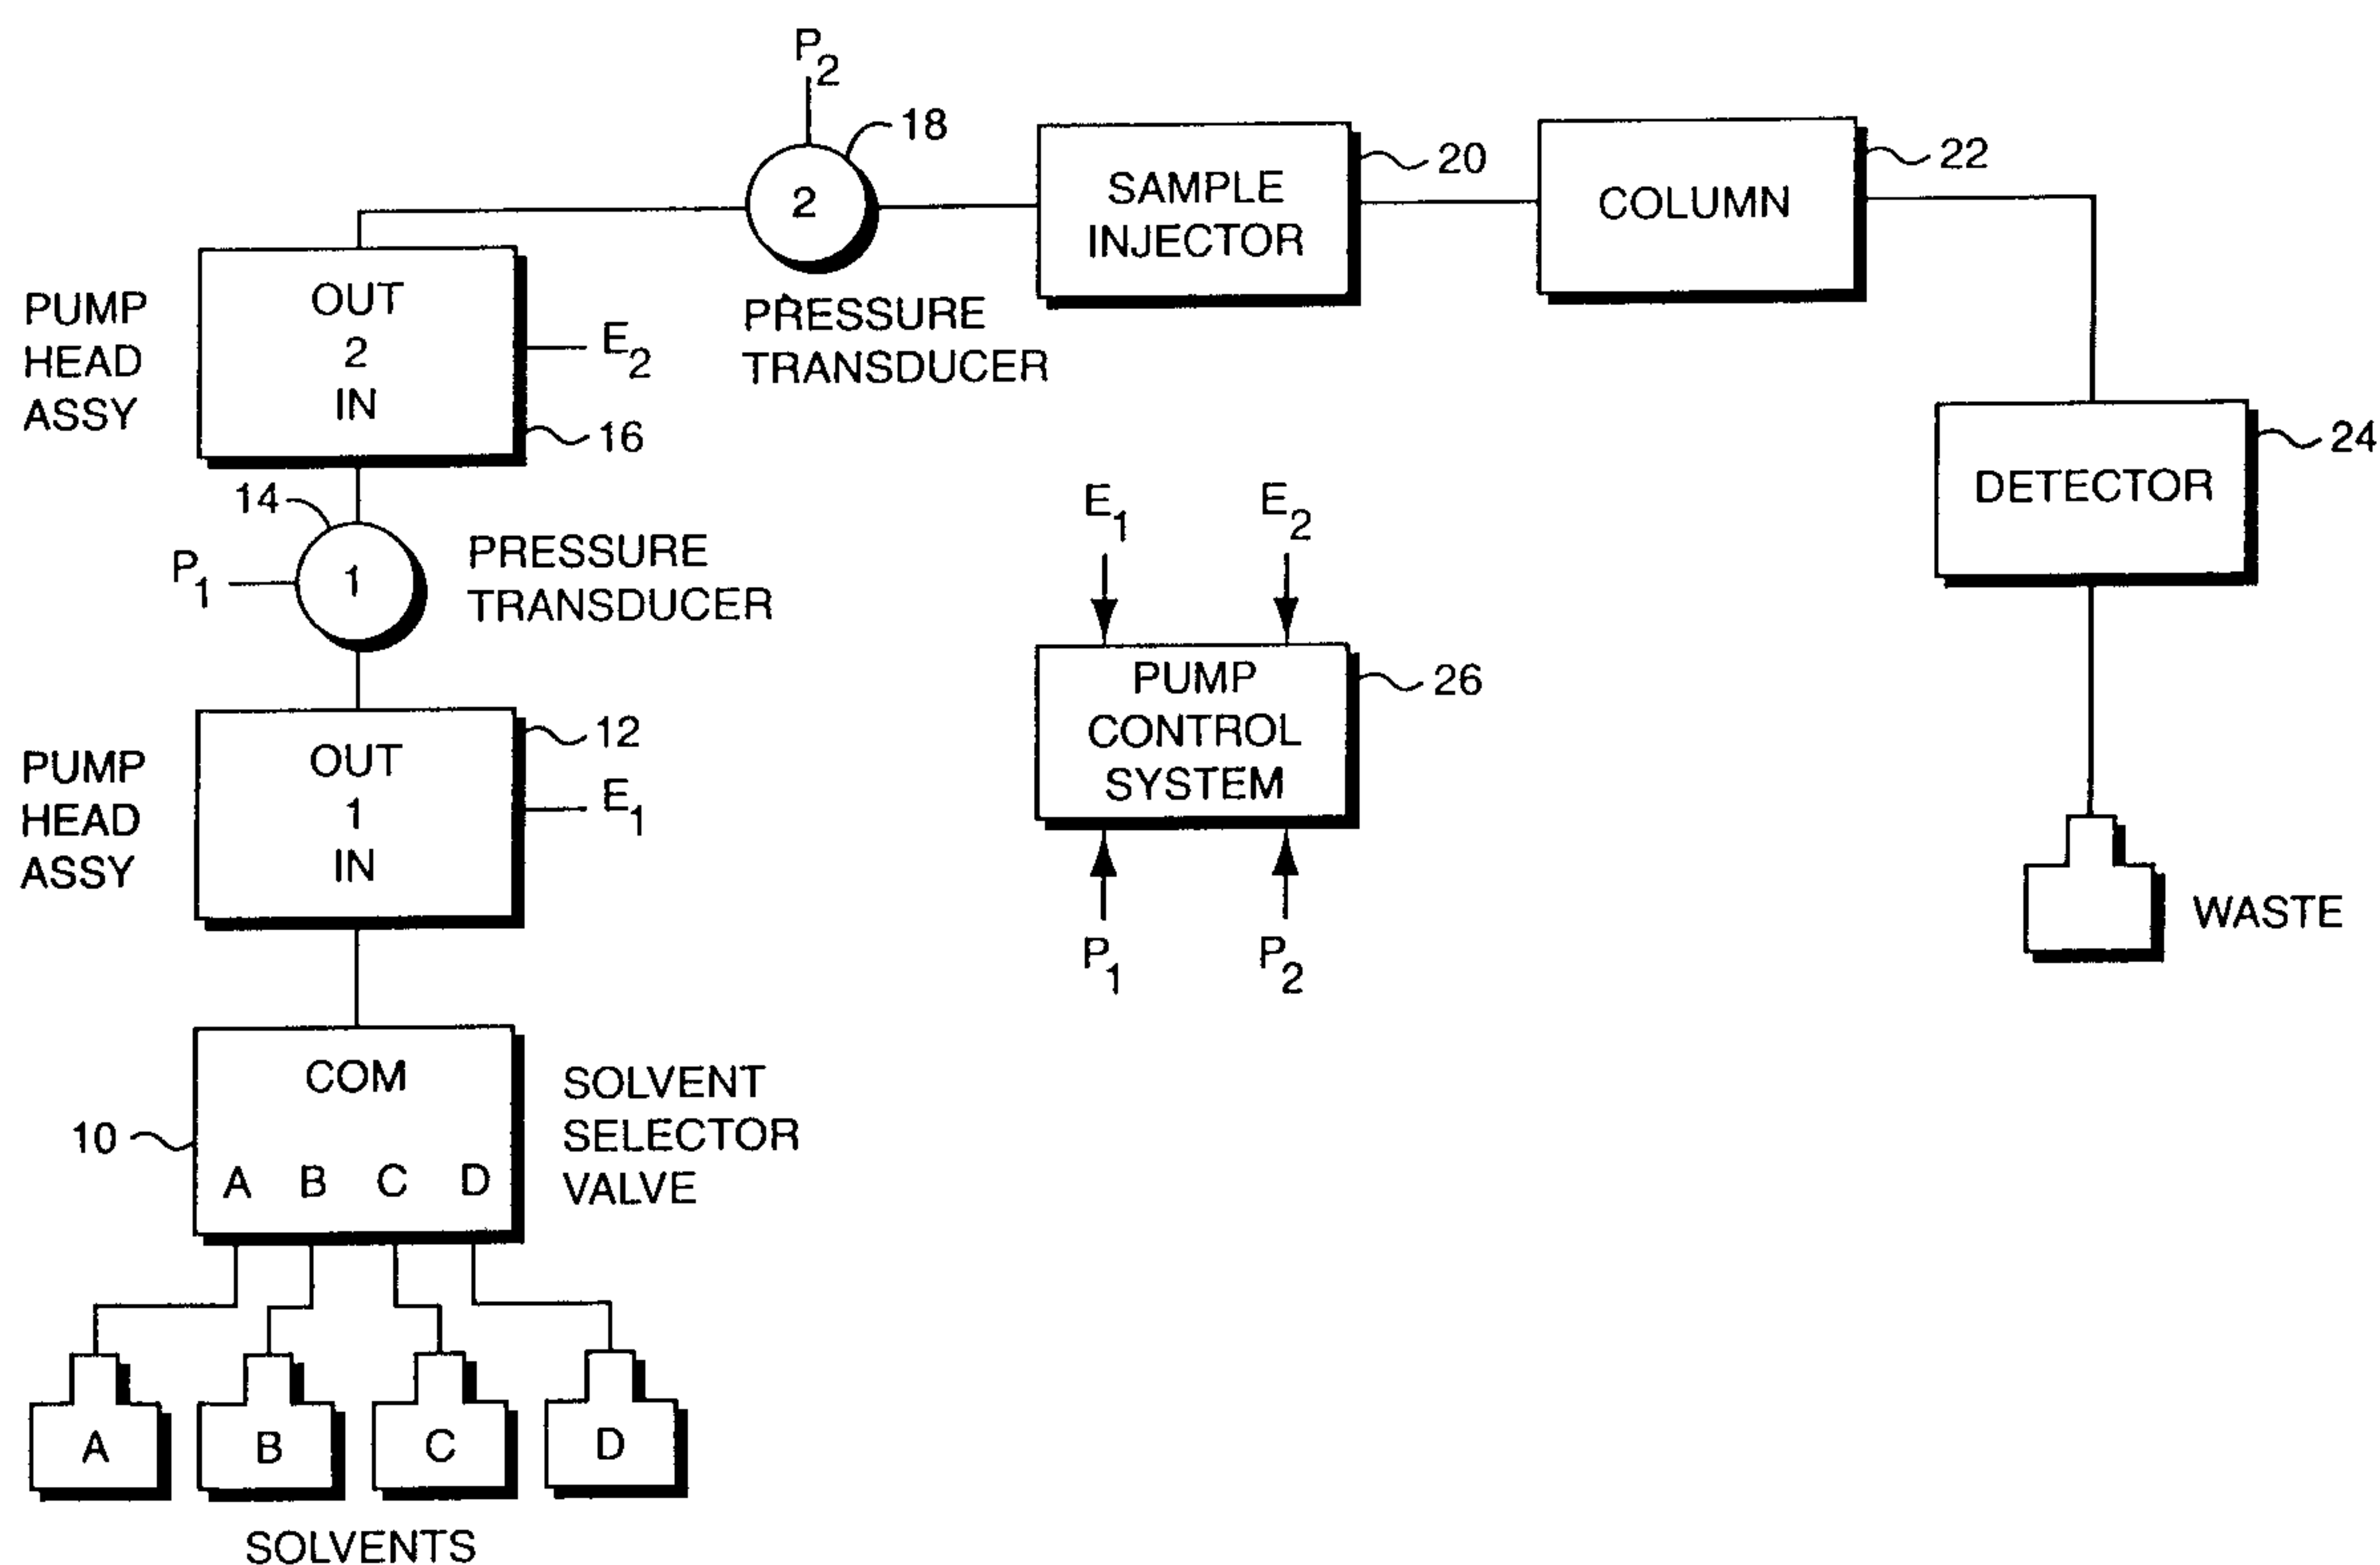 P2
18
2
PRESSURE
TRANSDUCER
SAMPLE
INJECTOR
20
COLUMN
22
PUMP
HEAD
ASSY
OUT
2
IN
E2
16
14
P1
1
PRESSURE
TRANSDUCER
DETECTOR
24
E1
E2
PUMP
CONTROL
SYSTEM
26
P1
P2
PUMP
HEAD
ASSY
OUT
1
IN
12
E1
WASTE
COM
A B C D
10
SOLVENT
SELECTOR
VALVE
A
B
C
D
SOLVENTS